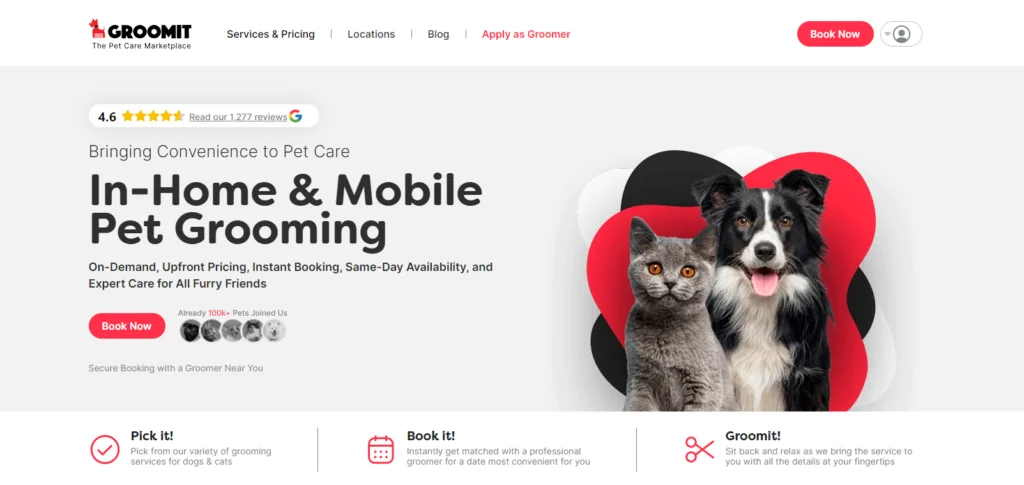 GROOMIT
The Pet Care Marketplace
Services & Pricing | Locations | Blog | Apply as Groomer
Book Now
4.6 Read our 1,277 reviews
Bringing Convenience to Pet Care
In-Home & Mobile
Pet Grooming
On-Demand, Upfront Pricing, Instant Booking, Same-Day Availability, and
Expert Care for All Furry Friends
Book Now
Already 100k+ Pets Joined Us
Secure Booking with a Groomer Near You
Pick it!
Pick from our variety of grooming
services for dogs & cats
Book it!
Instantly get matched with a professional
groomer for a date most convenient for you
Groomit!
Sit back and relax as we bring the service to
you with all the details at your fingertips